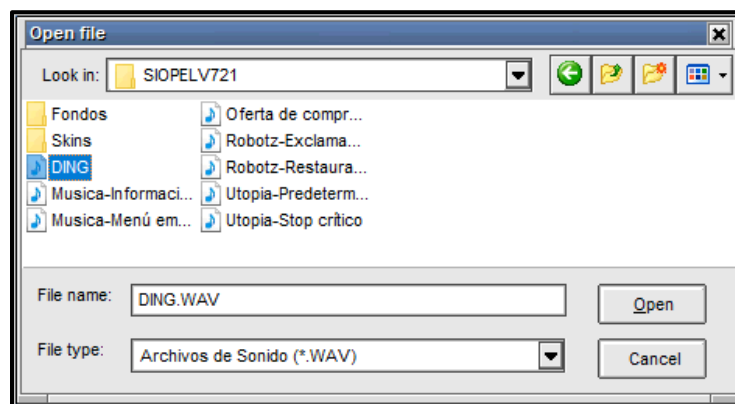 Open file
Look in: SIOPELV721
Fondos
Skins
DING
Musica-Informaci...
Musica-Menú em...
Oferta de compr...
Robotz-Exclama...
Robotz-Restaura...
Utopia-Predeterm...
Utopia-Stop crítico
File name: DING.WAV
Open
File type: Archivos de Sonido (*.WAV)
Cancel